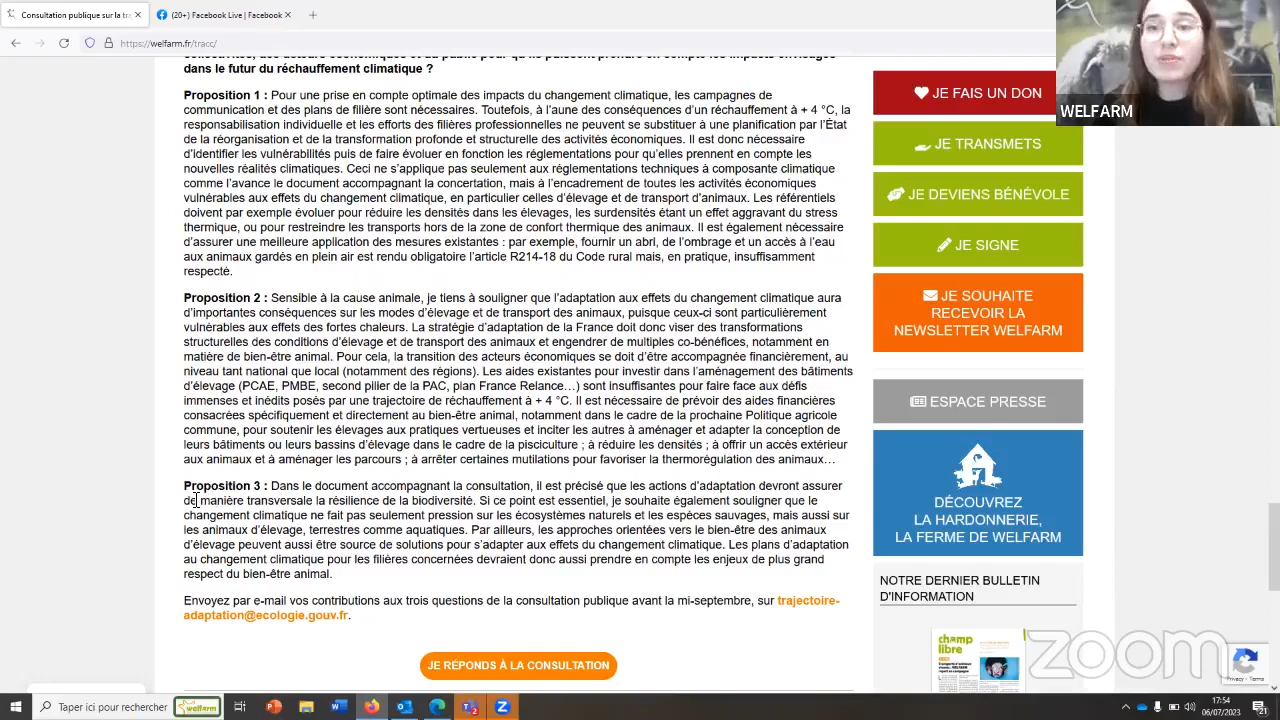 Consultation publique sur la tra
(20+) Facebook Live | Facebook
https://welfarm.fr/tracc/
dans le futur du réchauffement climatique ?
Proposition 1 : Pour une prise en compte optimale des impacts du changement climatique, les campagnes de
communication et des plans de filière sont nécessaires. Toutefois, à l'aune des conséquences d'un réchauffement à + 4 °C, la
responsabilisation individuelle et les efforts des filières professionnelles ne peuvent se substituer à une planification par l'État
de la réorganisation et de la transformation profonde et structurelle des activités économiques. Il est donc nécessaire
d'identifier les vulnérabilités puis de faire évoluer en fonction les réglementations pour qu'elles prennent en compte les
nouvelles réalités climatiques. Ceci ne s'applique pas seulement aux réglementations techniques à composante climatique
comme l'avance le document accompagnant la concertation, mais à l'encadrement de toutes les activités économiques
vulnérables aux effets du changement climatique, en particulier celles d'élevage et de transport d'animaux. Les référentiels
doivent par exemple évoluer pour réduire les densités dans les élevages, les surdensités étant un effet aggravant du stress
thermique, ou pour restreindre les transports hors de la zone de confort thermique des animaux. Il est également nécessaire
d'assurer une meilleure application des mesures existantes : par exemple, fournir un abri, de l'ombrage et un accès à l'eau
aux animaux gardés en plein air est rendu obligatoire l'article R214-18 du Code rural mais, en pratique, insuffisamment
respecté.
Proposition 2 : Sensible à la cause animale, je tiens à souligner que l'adaptation aux effets du changement climatique aura
d'importantes conséquences sur les modes d'élevage et de transport des animaux, puisque ceux-ci sont particulièrement
vulnérables aux effets des fortes chaleurs. La stratégie d'adaptation de la France doit donc viser des transformations
structurelles des conditions d'élevage et de transport des animaux et engendrer de multiples co-bénéfices, notamment en
matière de bien-être animal. Pour cela, la transition des acteurs économiques se doit d'être accompagnée financièrement, au
niveau tant national que local (notamment des régions). Les aides existantes pour investir dans l'aménagement des bâtiments
d'élevage (PCAE, PMBE, second pilier de la PAC, plan France Relance…) sont insuffisantes pour faire face aux défis
immenses et inédits posés par une trajectoire de réchauffement à + 4 °C. Il est nécessaire de prévoir des aides financières
consacrées spécifiquement et directement au bien-être animal, notamment dans le cadre de la prochaine Politique agricole
commune, pour soutenir les élevages aux pratiques vertueuses et inciter les autres à aménager et adapter la conception de
leurs bâtiments ou leurs bassins d'élevage dans le cadre de la pisciculture ; à réduire les densités ; à offrir un accès extérieur
aux animaux et à aménager les parcours ; à arrêter certaines mutilations pour favoriser la thermorégulation des animaux…
Proposition 3 : Dans le document accompagnant la consultation, il est précisé que les actions d'adaptation devront assurer
de manière transversale la résilience de la biodiversité. Si ce point est essentiel, je souhaite également souligner que le
changement climatique ne fait pas seulement pression sur les écosystèmes naturels et les espèces sauvages, mais aussi sur
les animaux d'élevage, terrestres comme aquatiques. Par ailleurs, les approches orientées vers le bien-être des animaux
d'élevage peuvent aussi être source de solutions pour s'adapter aux effets du changement climatique. Les plans d'adaptation
au changement climatique pour les filières concernées devraient donc aussi prendre en compte les enjeux de plus grand
respect du bien-être animal.
Envoyez par e-mail vos contributions aux trois questions de la consultation publique avant la mi-septembre, sur trajectoire-
adaptation@ecologie.gouv.fr.
JE RÉPONDS À LA CONSULTATION
JE FAIS UN DON
JE TRANSMETS
JE DEVIENS BÉNÉVOLE
JE SIGNE
JE SOUHAITE
RECEVOIR LA
NEWSLETTER WELFARM
ESPACE PRESSE
DÉCOUVREZ
LA HARDONNERIE,
LA FERME DE WELFARM
NOTRE DERNIER BULLETIN
D'INFORMATION
champ
libre
WELFARM
zoom
Privacy - Terms
Taper ici pour rechercher
welfarm
17:54
06/07/2023
21